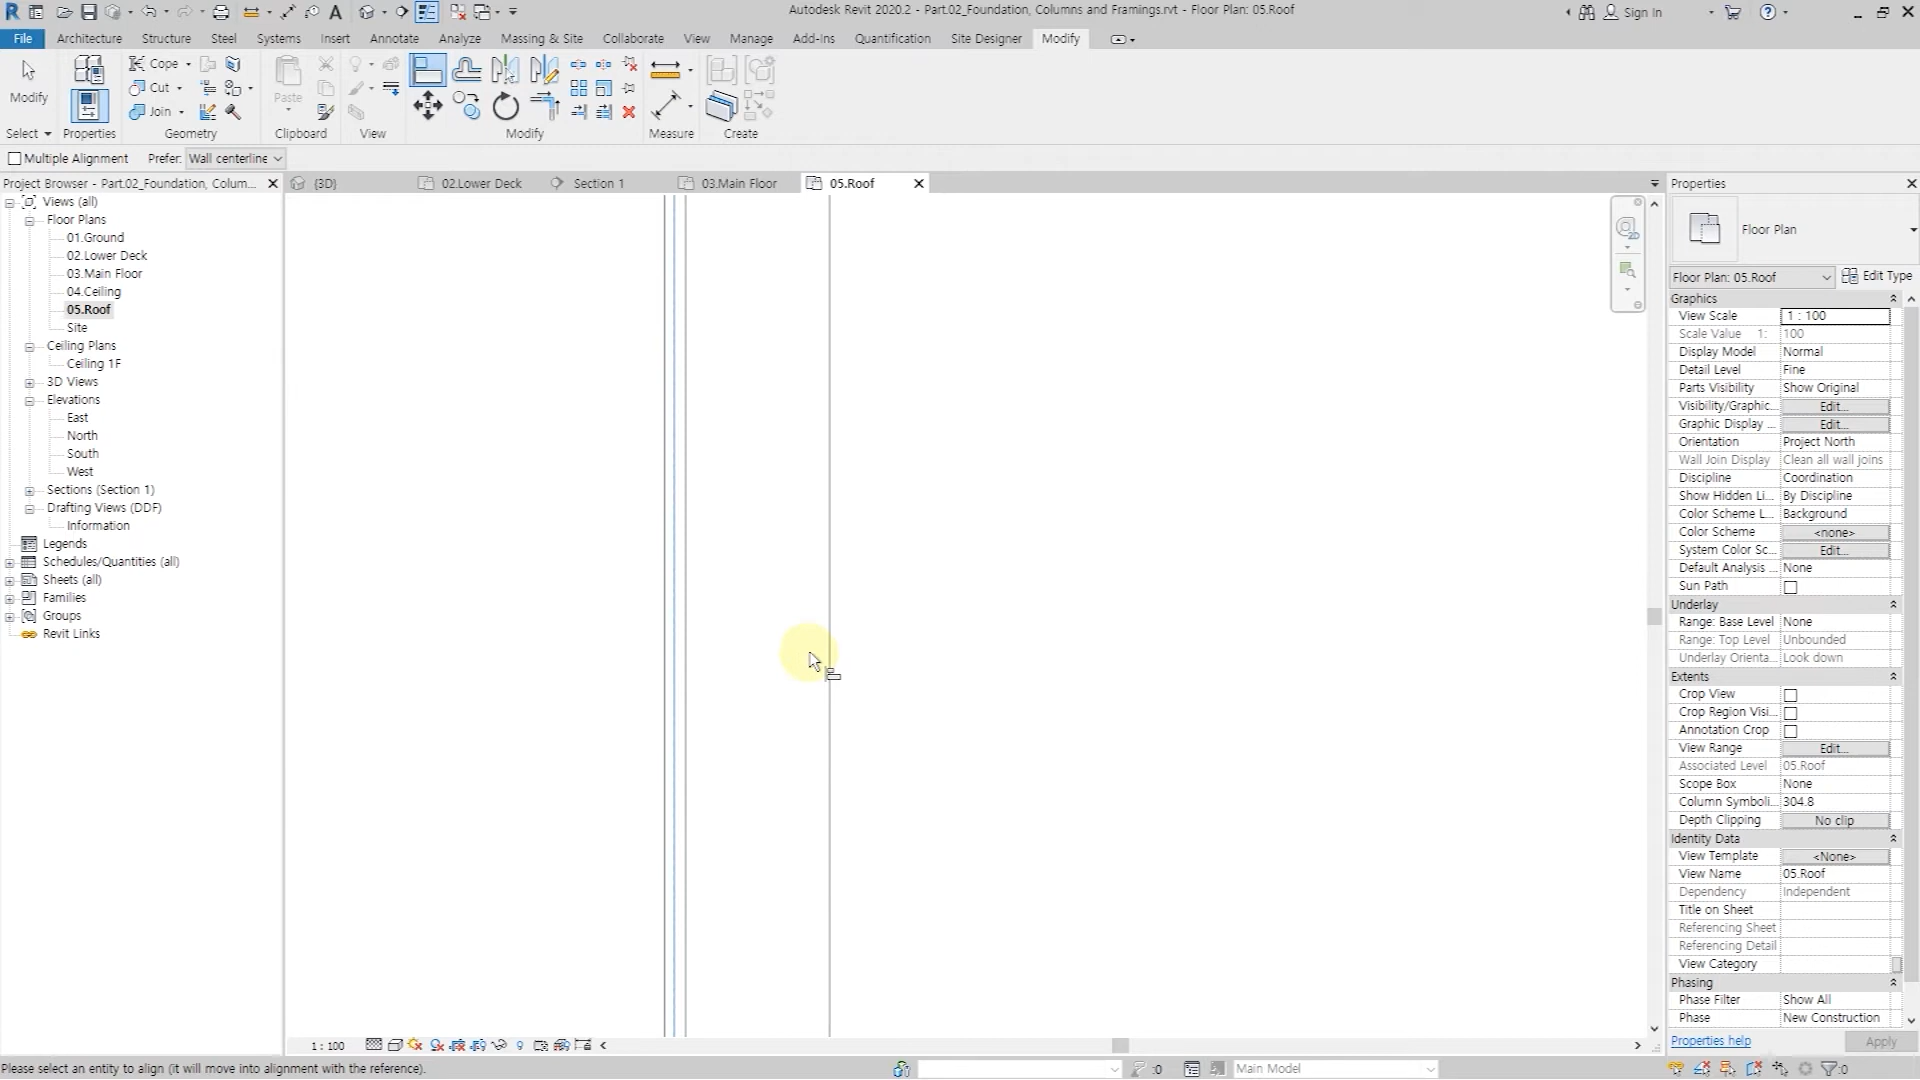 Autodesk Revit 2020.2 - Part.02_Foundation, Columns and Framings.rvt - Floor Plan: 05.Roof
Sign In
File Architecture Structure Steel Systems Insert Annotate Analyze Massing & Site Collaborate View Manage Add-Ins Quantification Site Designer Modify
Modify
Cope
Cut
Join
Paste
Select Properties Geometry Clipboard View Modify Measure Create
Multiple Alignment Prefer: Wall centerline
Project Browser - Part.02_Foundation, Colum...
{3D} 02.Lower Deck Section 1 03.Main Floor 05.Roof
Views (all)
Floor Plans
01.Ground
02.Lower Deck
03.Main Floor
04.Ceiling
05.Roof
Site
Ceiling Plans
Ceiling 1F
3D Views
Elevations
East
North
South
West
Sections (Section 1)
Drafting Views (DDF)
Information
Legends
Schedules/Quantities (all)
Sheets (all)
Families
Groups
Revit Links
2D
Properties
Floor Plan
Floor Plan: 05.Roof Edit Type
Graphics
View Scale 1 : 100
Scale Value 1: 100
Display Model Normal
Detail Level Fine
Parts Visibility Show Original
Visibility/Graphic... Edit...
Graphic Display ... Edit...
Orientation Project North
Wall Join Display Clean all wall joins
Discipline Coordination
Show Hidden Li... By Discipline
Color Scheme L... Background
Color Scheme <none>
System Color Sc... Edit...
Default Analysis ... None
Sun Path
Underlay
Range: Base Level None
Range: Top Level Unbounded
Underlay Orienta... Look down
Extents
Crop View
Crop Region Visi...
Annotation Crop
View Range Edit...
Associated Level 05.Roof
Scope Box None
Column Symboli... 304.8
Depth Clipping No clip
Identity Data
View Template <None>
View Name 05.Roof
Dependency Independent
Title on Sheet
Referencing Sheet
Referencing Detail
View Category
Phasing
Phase Filter Show All
Phase New Construction
Properties help Apply
1 : 100
Please select an entity to align (it will move into alignment with the reference).
:0 Main Model :0